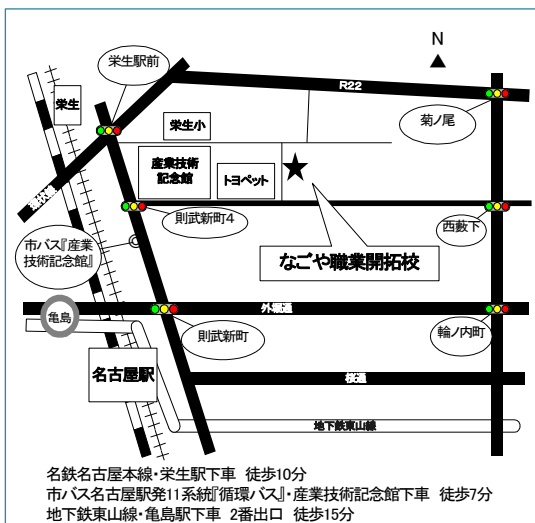 N
栄生駅前
R22
栄生
菊ノ尾
栄生小
産業技術
記念館
トヨペット
則武新町4
西薮下
市バス『産業
技術記念館』
なごや職業開拓校
外堀通
亀島
則武新町
輪ノ内町
名古屋駅
桜通
地下鉄東山線
名鉄名古屋本線・栄生駅下車 徒歩10分
市バス名古屋駅発11系統『循環バス』・産業技術記念館下車 徒歩7分
地下鉄東山線・亀島駅下車 2番出口 徒歩15分